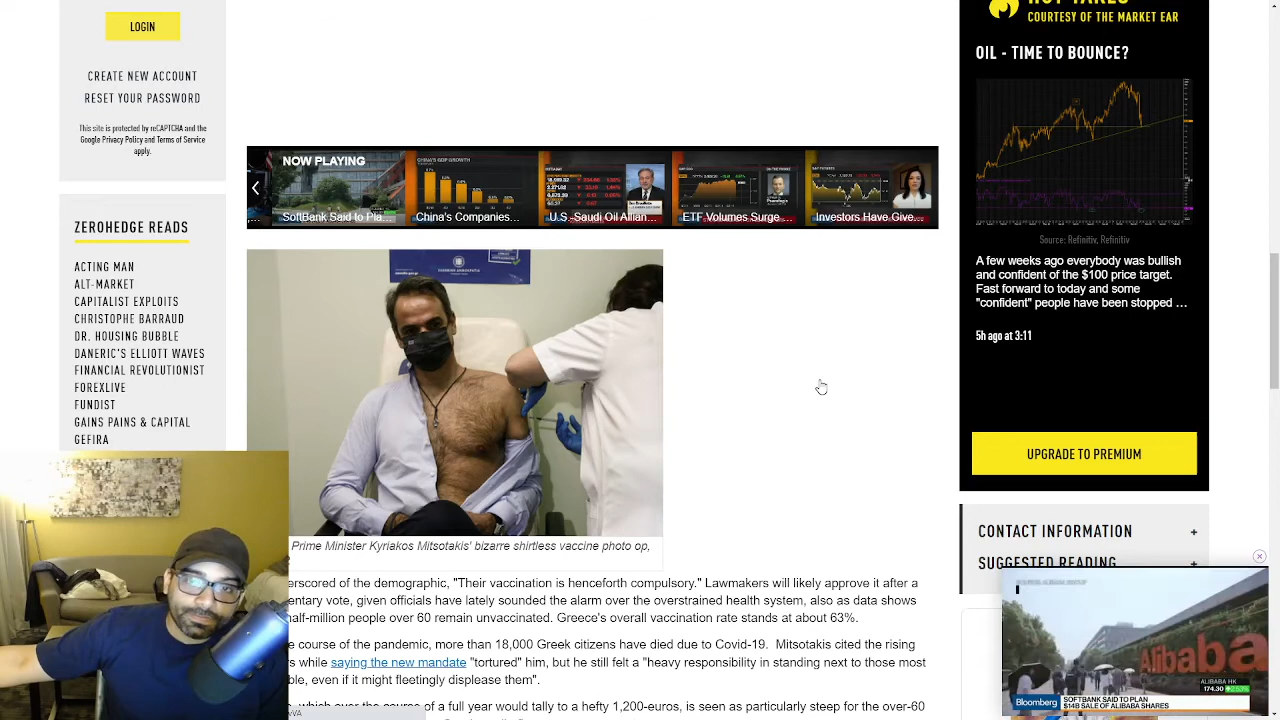 LOGIN
CREATE NEW ACCOUNT
RESET YOUR PASSWORD
This site is protected by reCAPTCHA and the
Google Privacy Policy and Terms of Service
apply.
ZEROHEDGE READS
ACTING MAN
ALT-MARKET
CAPITALIST EXPLOITS
CHRISTOPHE BARRAUD
DR. HOUSING BUBBLE
DANERIC'S ELLIOTT WAVES
FINANCIAL REVOLUTIONIST
FOREXLIVE
FUNDIST
GAINS PAINS & CAPITAL
GEFIRA
NOW PLAYING
SoftBank Said to Pla...
China's Companies...
U.S.-Saudi Oil Allian...
ETF Volumes Surge...
Investors Have Give...
Prime Minister Kyriakos Mitsotakis' bizarre shirtless vaccine photo op,
erscored of the demographic, "Their vaccination is henceforth compulsory." Lawmakers will likely approve it after a
entary vote, given officials have lately sounded the alarm over the overstrained health system, also as data shows
half-million people over 60 remain unvaccinated. Greece's overall vaccination rate stands at about 63%.
e course of the pandemic, more than 18,000 Greek citizens have died due to Covid-19. Mitsotakis cited the rising
s while saying the new mandate "tortured" him, but he still felt a "heavy responsibility in standing next to those most
ble, even if it might fleetingly displease them".
a full year would tally to a hefty 1,200 euros, seen as particularly steep for the over-60
COURTESY OF THE MARKET EAR
OIL - TIME TO BOUNCE?
Source: Refinitiv, Refinitiv
A few weeks ago everybody was bullish
and confident of the $100 price target.
Fast forward to today and some
"confident" people have been stopped …
5h ago at 3:11
UPGRADE TO PREMIUM
CONTACT INFORMATION +
SUGGESTED READING +
Alibaba
ALIBABA HK
174.30
Bloomberg
SOFTBANK SAID TO PLAN
$14B SALE OF ALIBABA SHARES